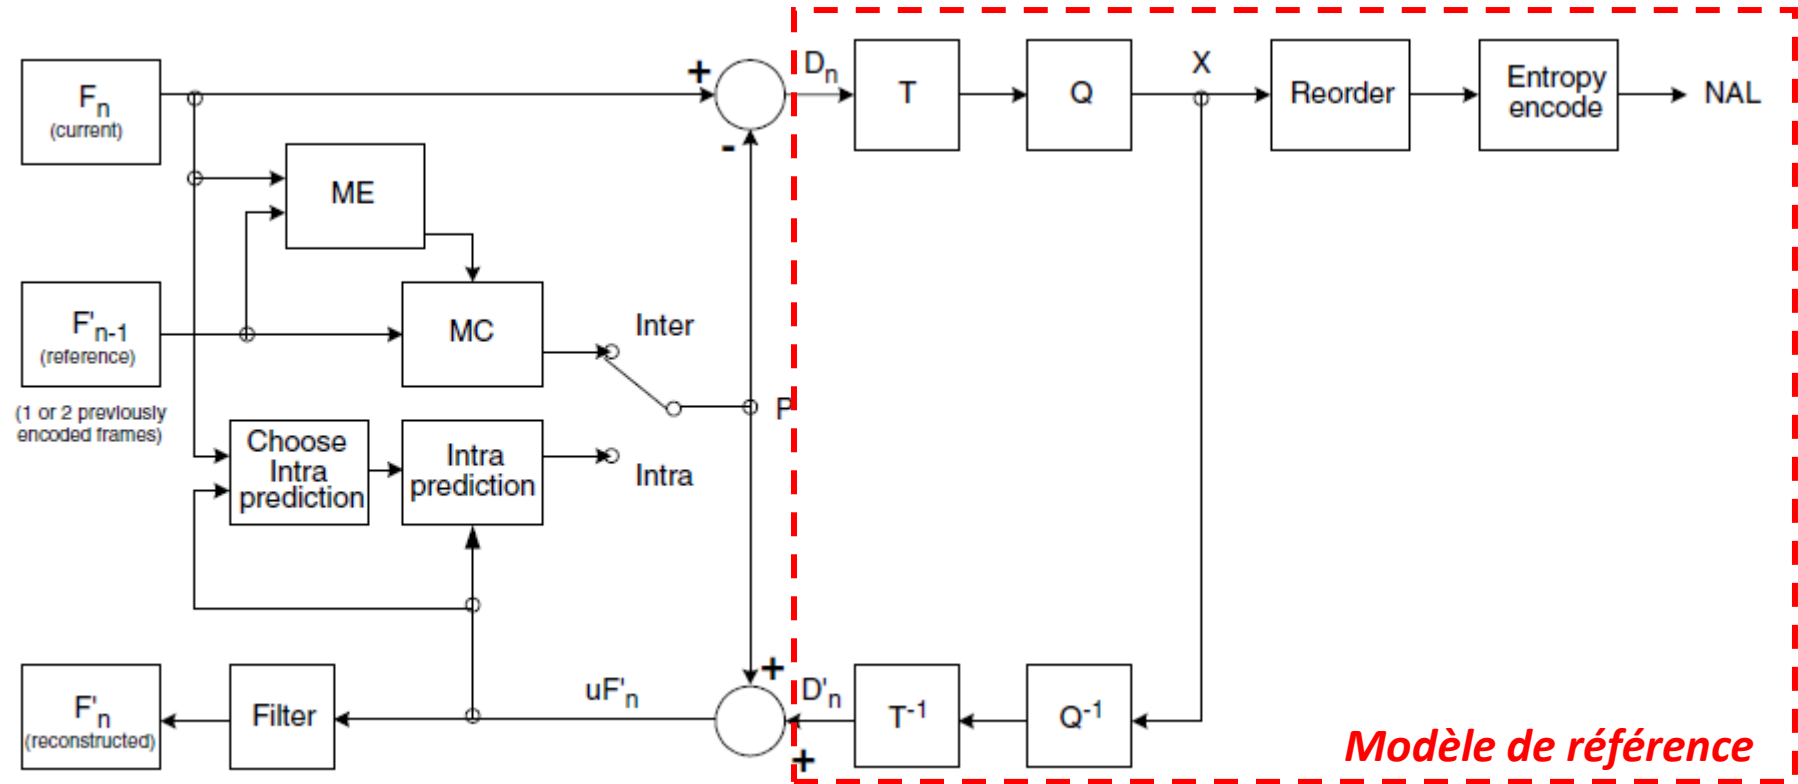 Fn
(current)
+
-
Dn
T
Q
X
Reorder
Entropy
encode
NAL
ME
F'n-1
(reference)
(1 or 2 previously
encoded frames)
MC
Inter
P
Choose
Intra
prediction
Intra
prediction
Intra
F'n
(reconstructed)
Filter
uF'n
+
+
D'n
T-1
Q-1
Modèle de référence